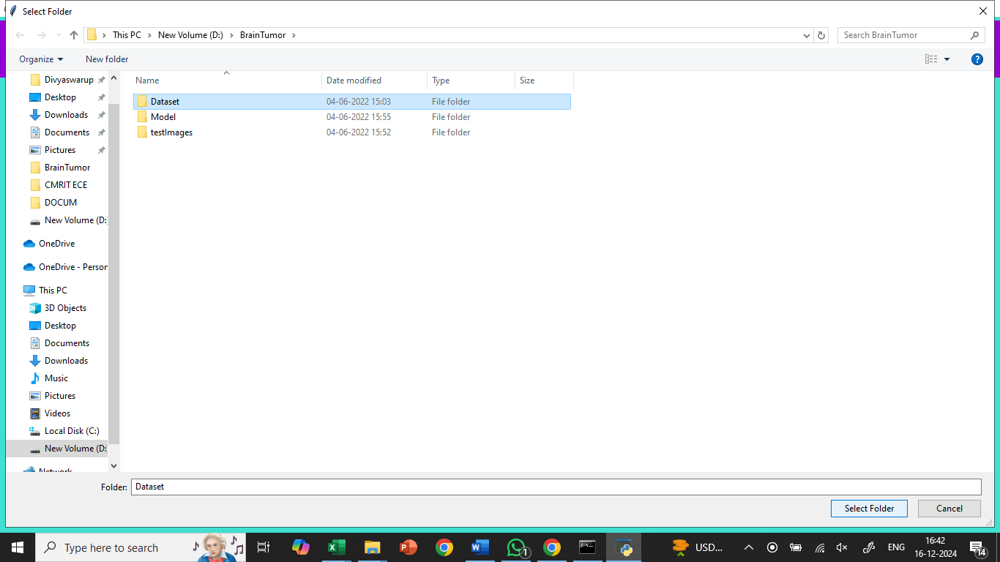 Select Folder
This PC
New Volume (D:)
BrainTumor
Search BrainTumor
Organize
New folder
Name
Date modified
Type
Size
Dataset 04-06-2022 15:03 File folder
Model 04-06-2022 15:55 File folder
testImages 04-06-2022 15:52 File folder
Divyaswarup
Desktop
Downloads
Documents
Pictures
BrainTumor
CMRIT ECE
DOCUM
New Volume (D:
OneDrive
OneDrive - Person
This PC
3D Objects
Desktop
Documents
Downloads
Music
Pictures
Videos
Local Disk (C:)
New Volume (D:
Network
Folder: Dataset
Select Folder
Cancel
Type here to search
1
USD...
ENG
16:42
16-12-2024
14